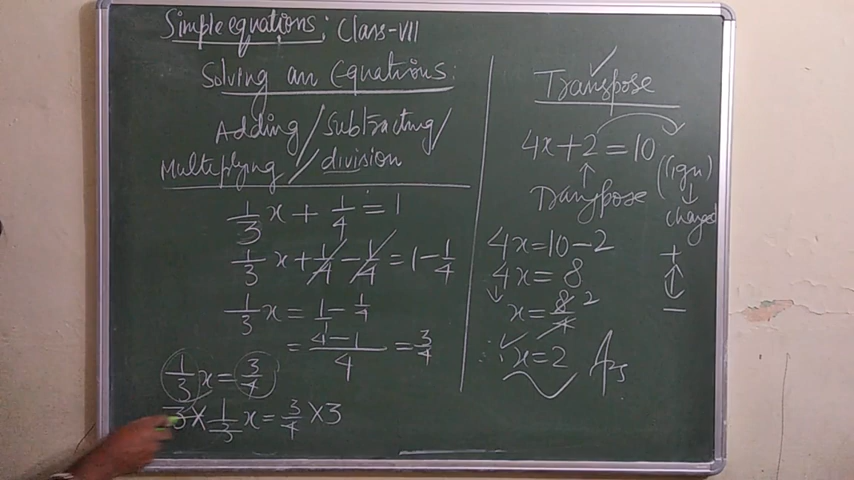 Simple equations: Class-VII
Solving an Equations:
Adding / Subtracting /
Multiplying / division
1/3 x + 1/4 = 1
1/3 x + 1/4 - 1/4 = 1 - 1/4
1/3 x = 1/1 - 1/4
= 4-1/4 = 3/4
1/3 x = 3/4
3 × 1/3 x = 3/4 × 3
Transpose
4x + 2 = 10
Transpose
(Sign)
changed
4x = 10 - 2
+
4x = 8
x = 8/4 2
-
∴ x = 2 Ans